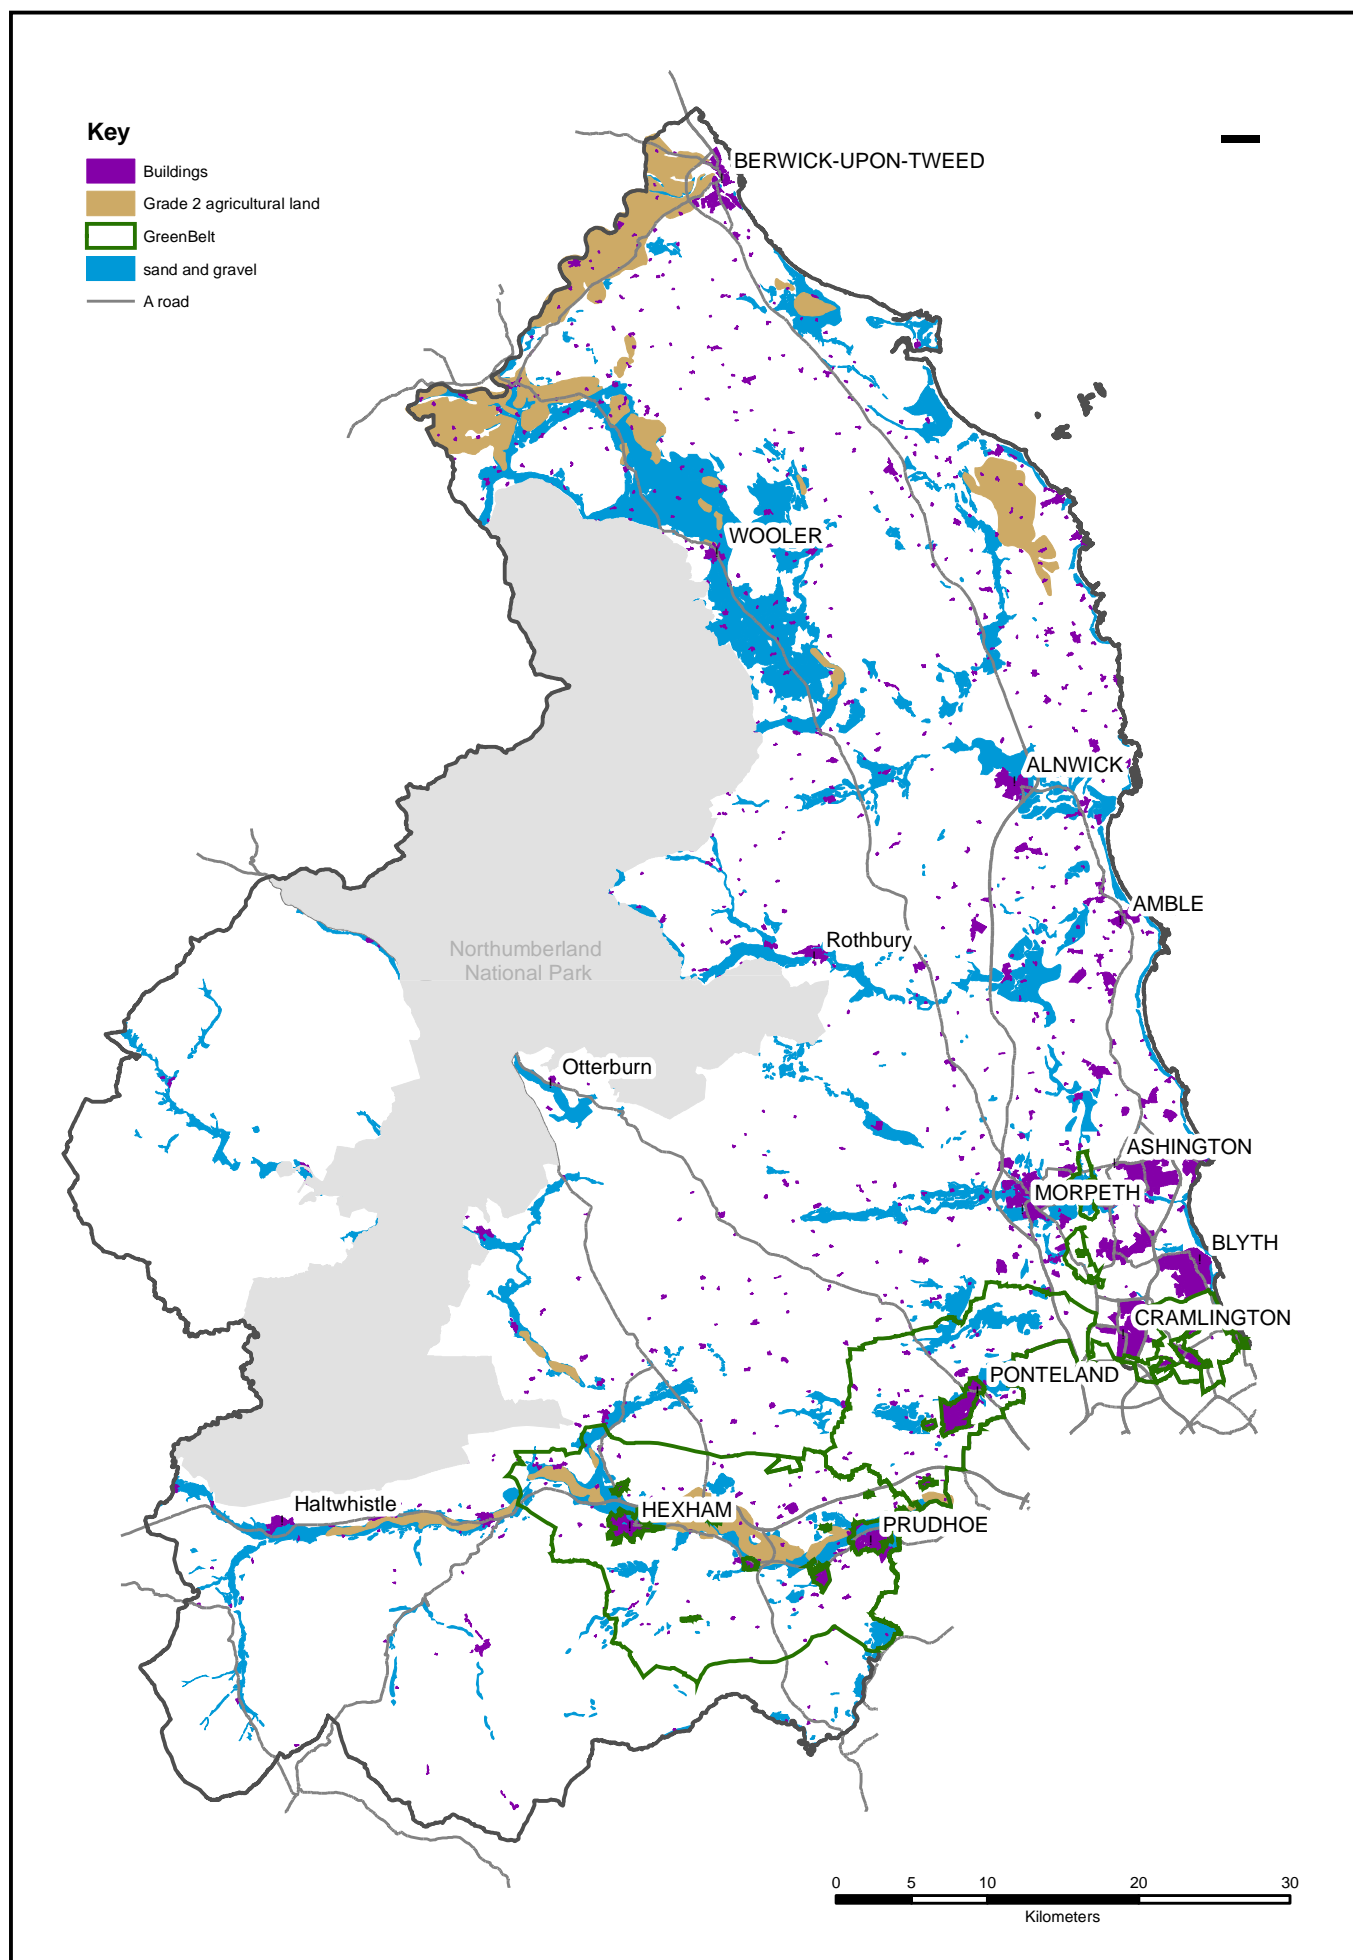 Key
Buildings
Grade 2 agricultural land
GreenBelt
sand and gravel
A road
BERWICK-UPON-TWEED
WOOLER
ALNWICK
AMBLE
Rothbury
Northumberland
National Park
Otterburn
ASHINGTON
MORPETH
BLYTH
CRAMLINGTON
PONTELAND
Haltwhistle
HEXHAM
PRUDHOE
0 5 10 20 30
Kilometers